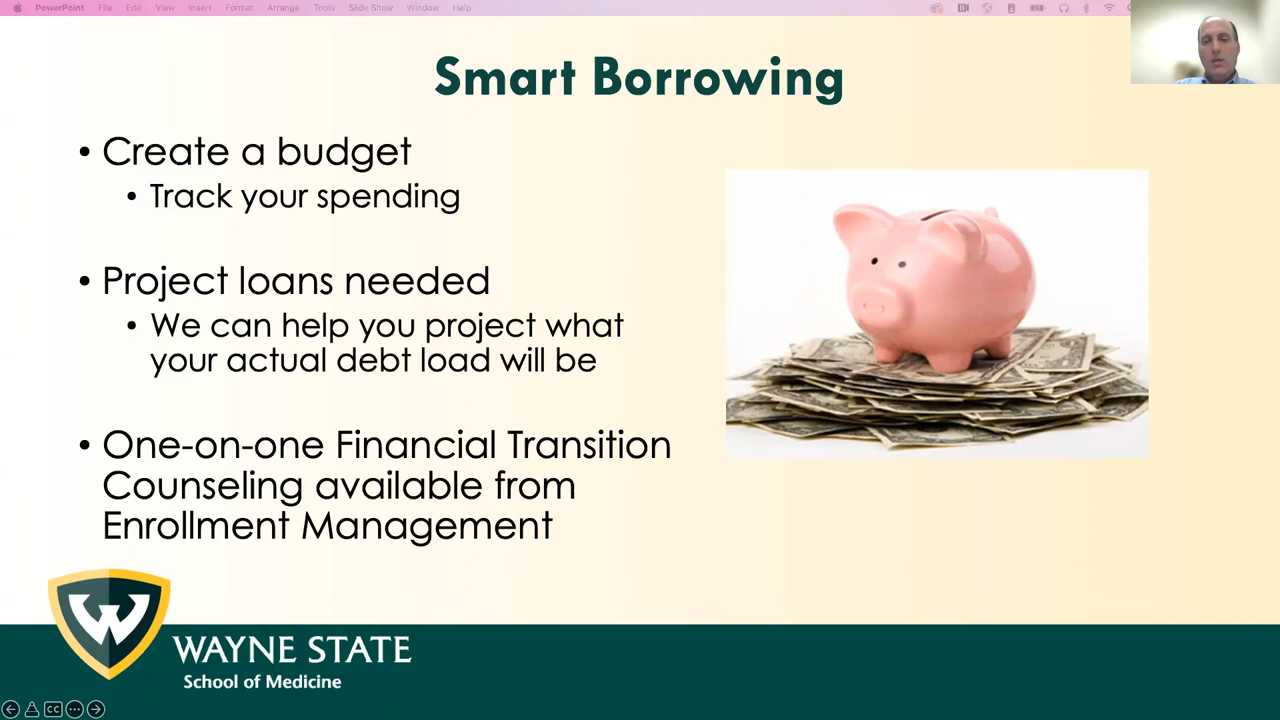 PowerPoint File Edit View Insert Format Arrange Tools Slide Show Window Help
Smart Borrowing
• Create a budget
• Track your spending
• Project loans needed
• We can help you project what
your actual debt load will be
• One-on-one Financial Transition
Counseling available from
Enrollment Management
W
WAYNE STATE
School of Medicine
CC